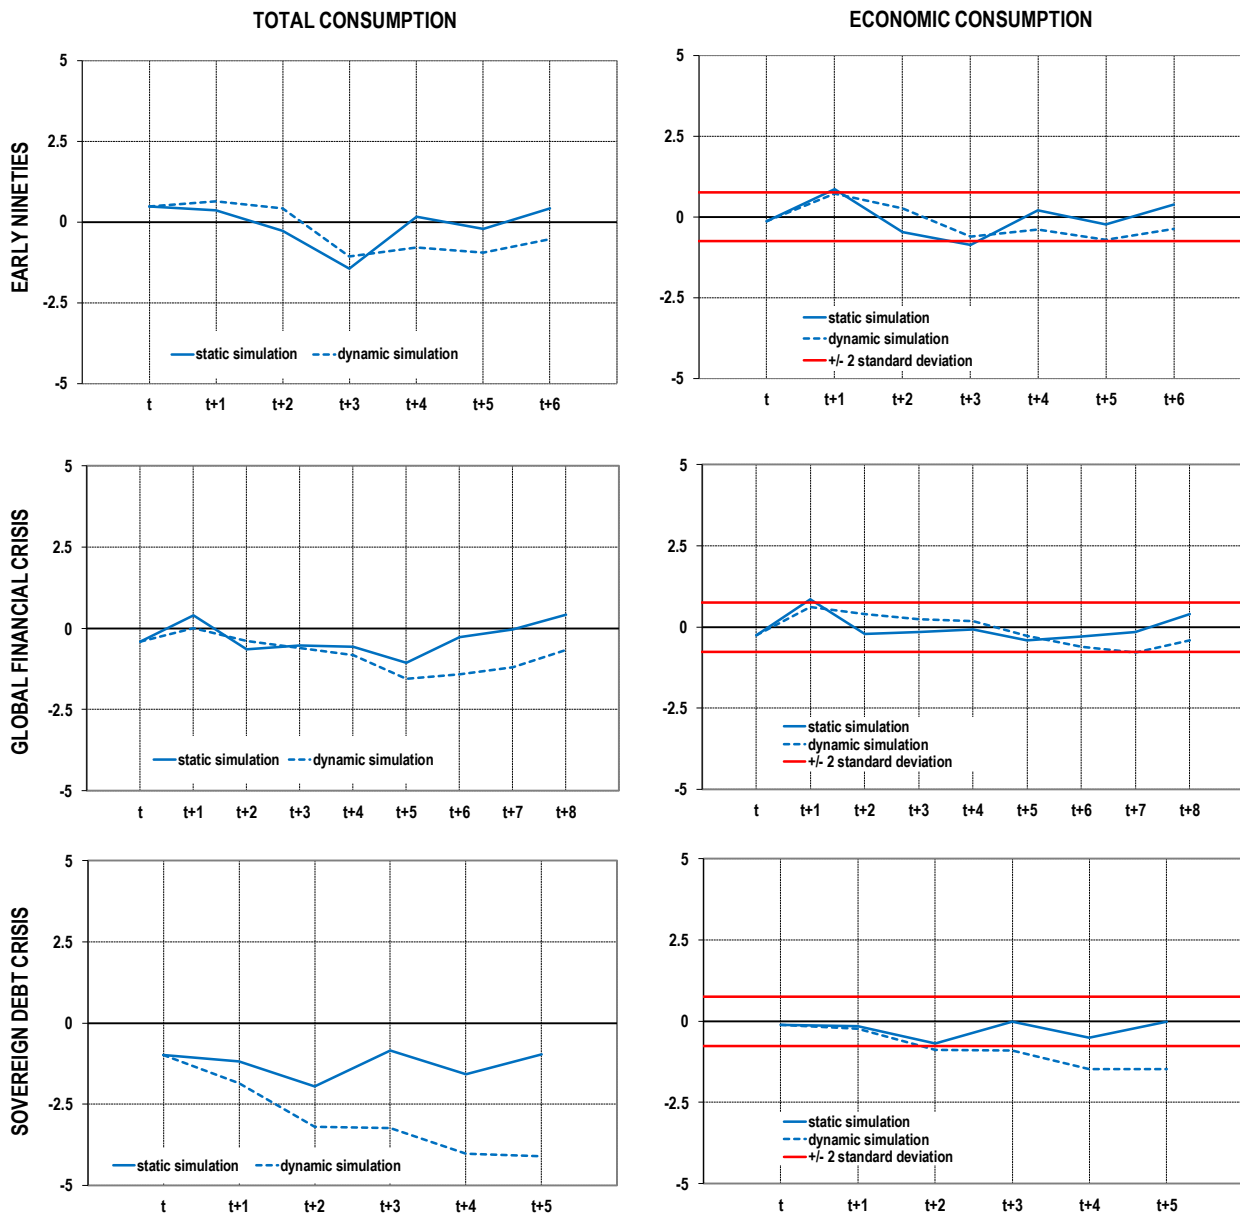 TOTAL CONSUMPTION
ECONOMIC CONSUMPTION
EARLY NINETIES
5
2.5
0
-2.5
-5
static simulation
dynamic simulation
t t+1 t+2 t+3 t+4 t+5 t+6
5
2.5
0
-2.5
-5
static simulation
dynamic simulation
+/- 2 standard deviation
t t+1 t+2 t+3 t+4 t+5 t+6
GLOBAL FINANCIAL CRISIS
5
2.5
0
-2.5
-5
static simulation
dynamic simulation
t t+1 t+2 t+3 t+4 t+5 t+6 t+7 t+8
5
2.5
0
-2.5
-5
static simulation
dynamic simulation
+/- 2 standard deviation
t t+1 t+2 t+3 t+4 t+5 t+6 t+7 t+8
SOVEREIGN DEBT CRISIS
5
2.5
0
-2.5
-5
static simulation
dynamic simulation
t t+1 t+2 t+3 t+4 t+5
5
2.5
0
-2.5
-5
static simulation
dynamic simulation
+/- 2 standard deviation
t t+1 t+2 t+3 t+4 t+5